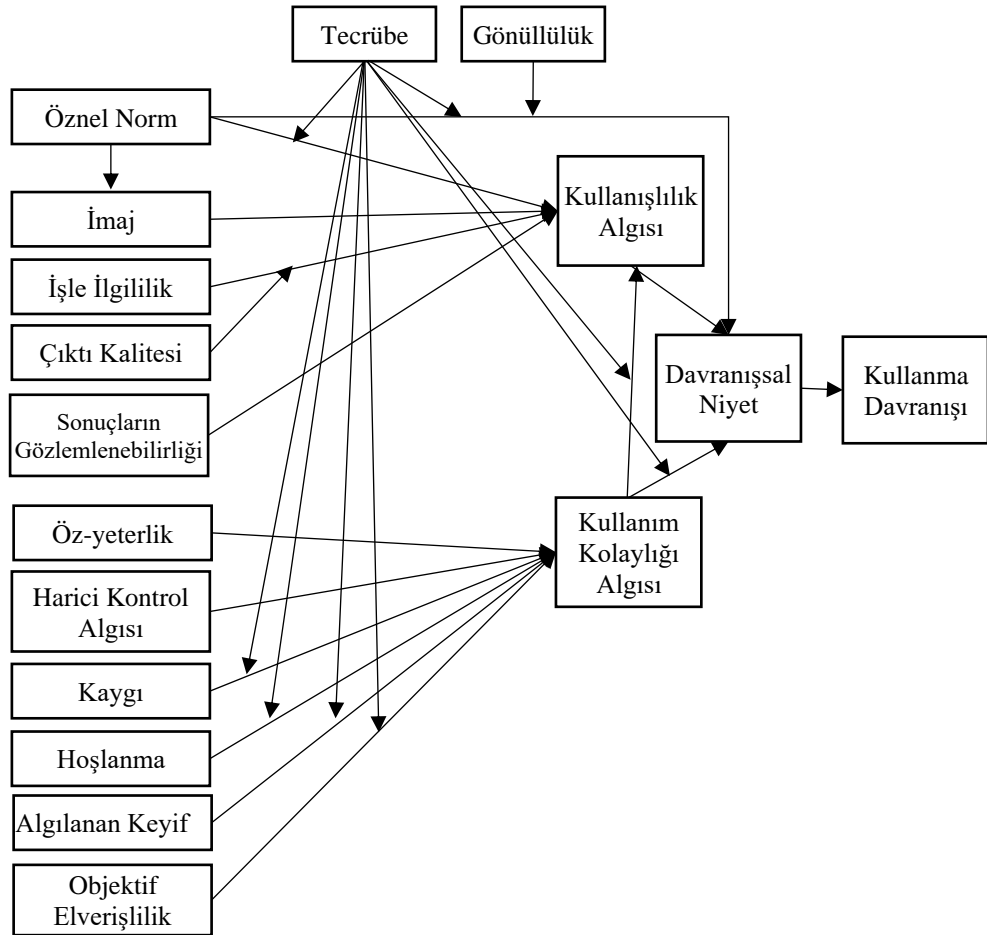 Tecrübe
Gönüllülük
Öznel Norm
İmaj
İşle İlgililik
Çıktı Kalitesi
Sonuçların
Gözlemlenebilirliği
Kullanışlılık
Algısı
Davranışsal
Niyet
Kullanma
Davranışı
Öz-yeterlik
Harici Kontrol
Algısı
Kaygı
Hoşlanma
Algılanan Keyif
Objektif
Elverişlilik
Kullanım
Kolaylığı
Algısı